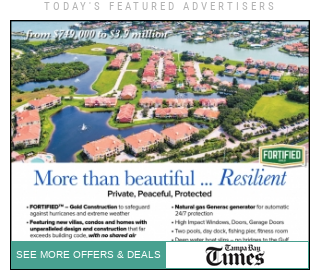 TODAY'S FEATURED ADVERTISERS
from $719,000 to $3.9 million
FORTIFIED
More than beautiful ... Resilient
Private, Peaceful, Protected
• FORTIFIED™ – Gold Construction to safeguard
against hurricanes and extreme weather
• Featuring new villas, condos and homes with
unparalleled design and construction that far
exceeds building code, with no shared air
• Natural gas Generac generator for automatic
24/7 protection
• High Impact Windows, Doors, Garage Doors
• Two pools, day dock, fishing pier, fitness room
• Deep water boat slips – no bridges to the Gulf
SEE MORE OFFERS & DEALS
Tampa Bay
Times